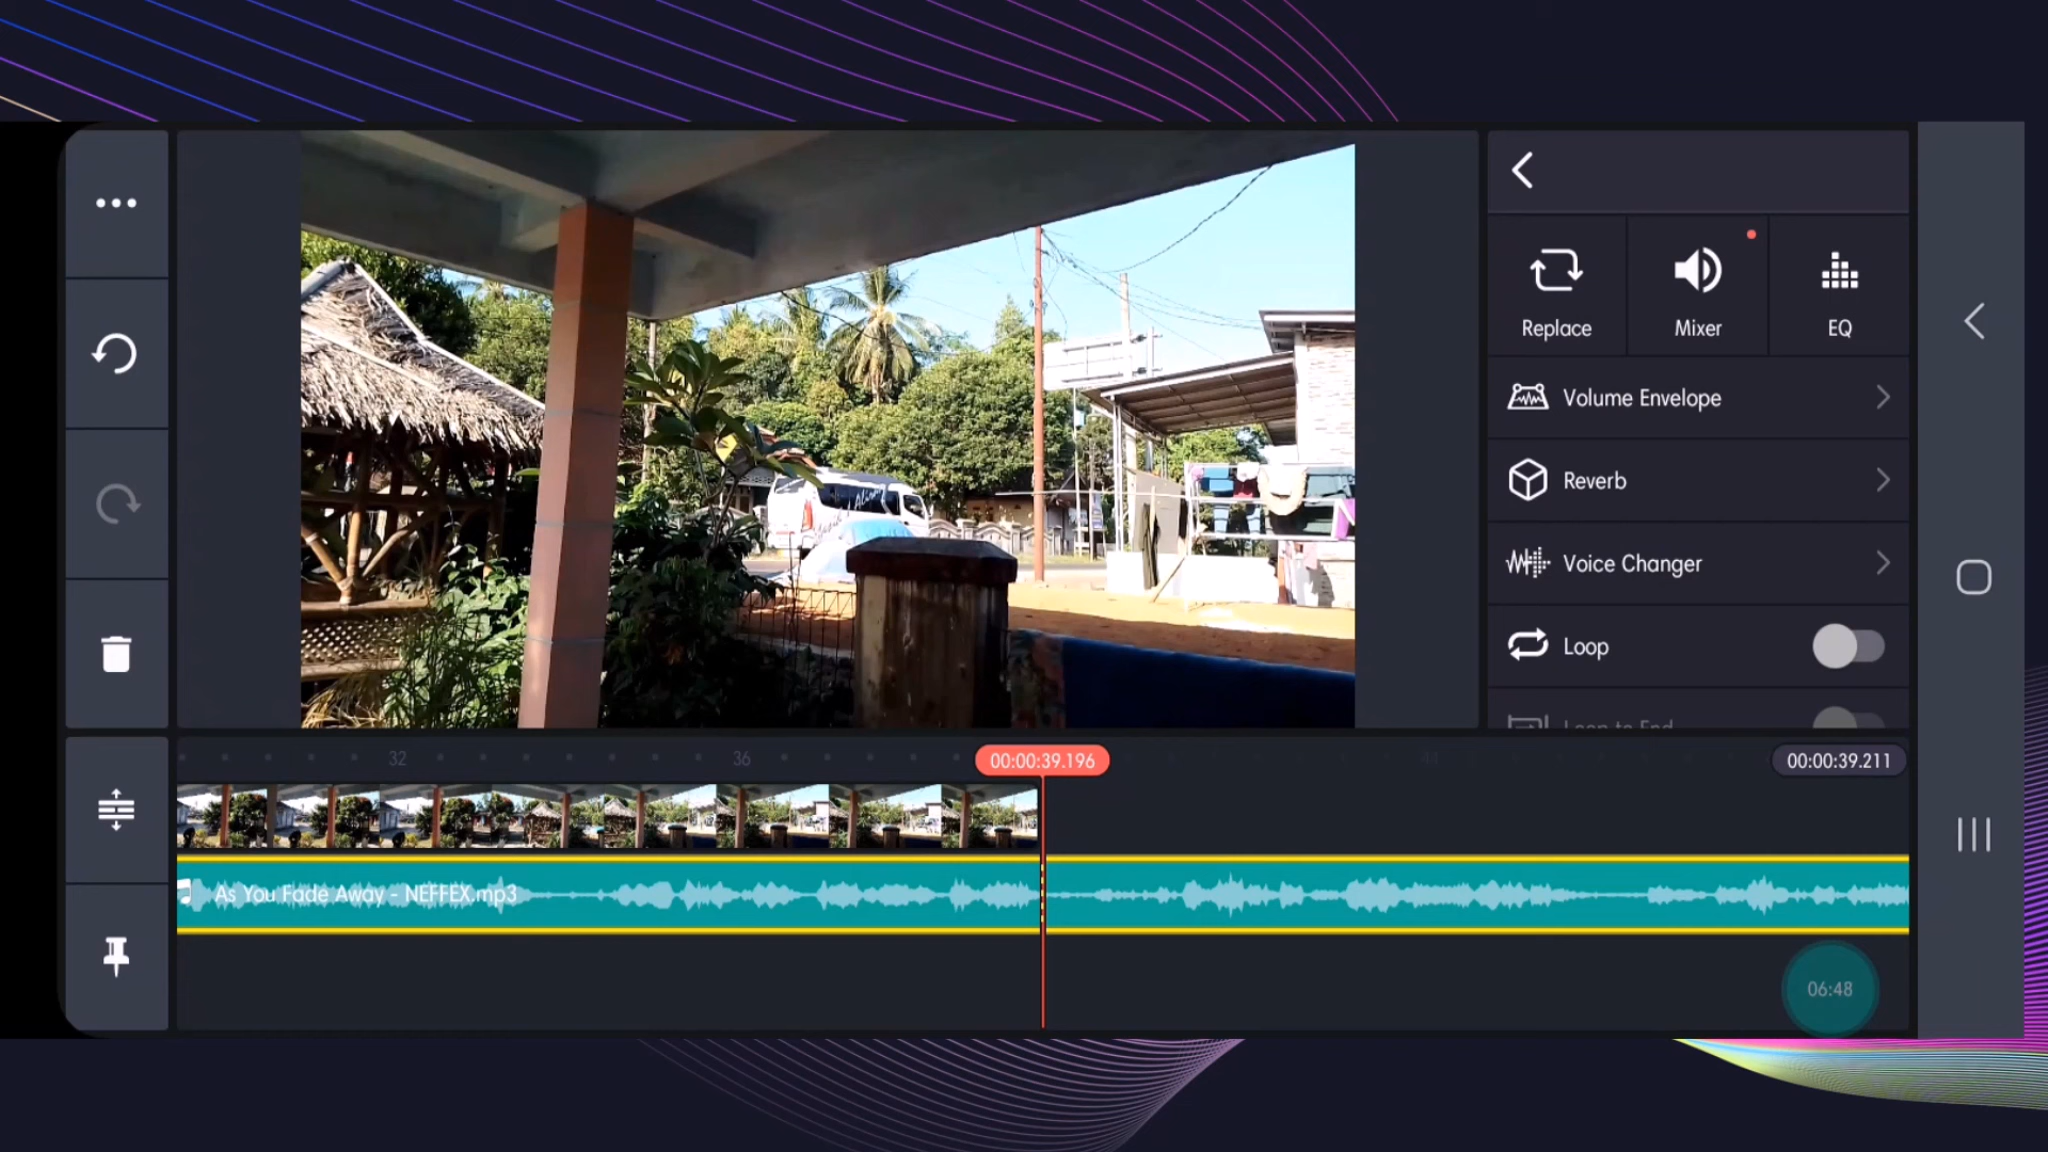 Replace
Mixer
EQ
Volume Envelope
Reverb
Voice Changer
Loop
Loop to End
32
36
00:00:39.196
00:00:39.211
As You Fade Away - NEFFEX.mp3
06:48